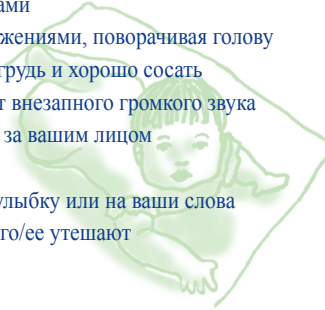 ами
жениями, поворачивая голову
грудь и хорошо сосать
т внезапного громкого звука
за вашим лицом
улыбку или на ваши слова
го/ее утешают